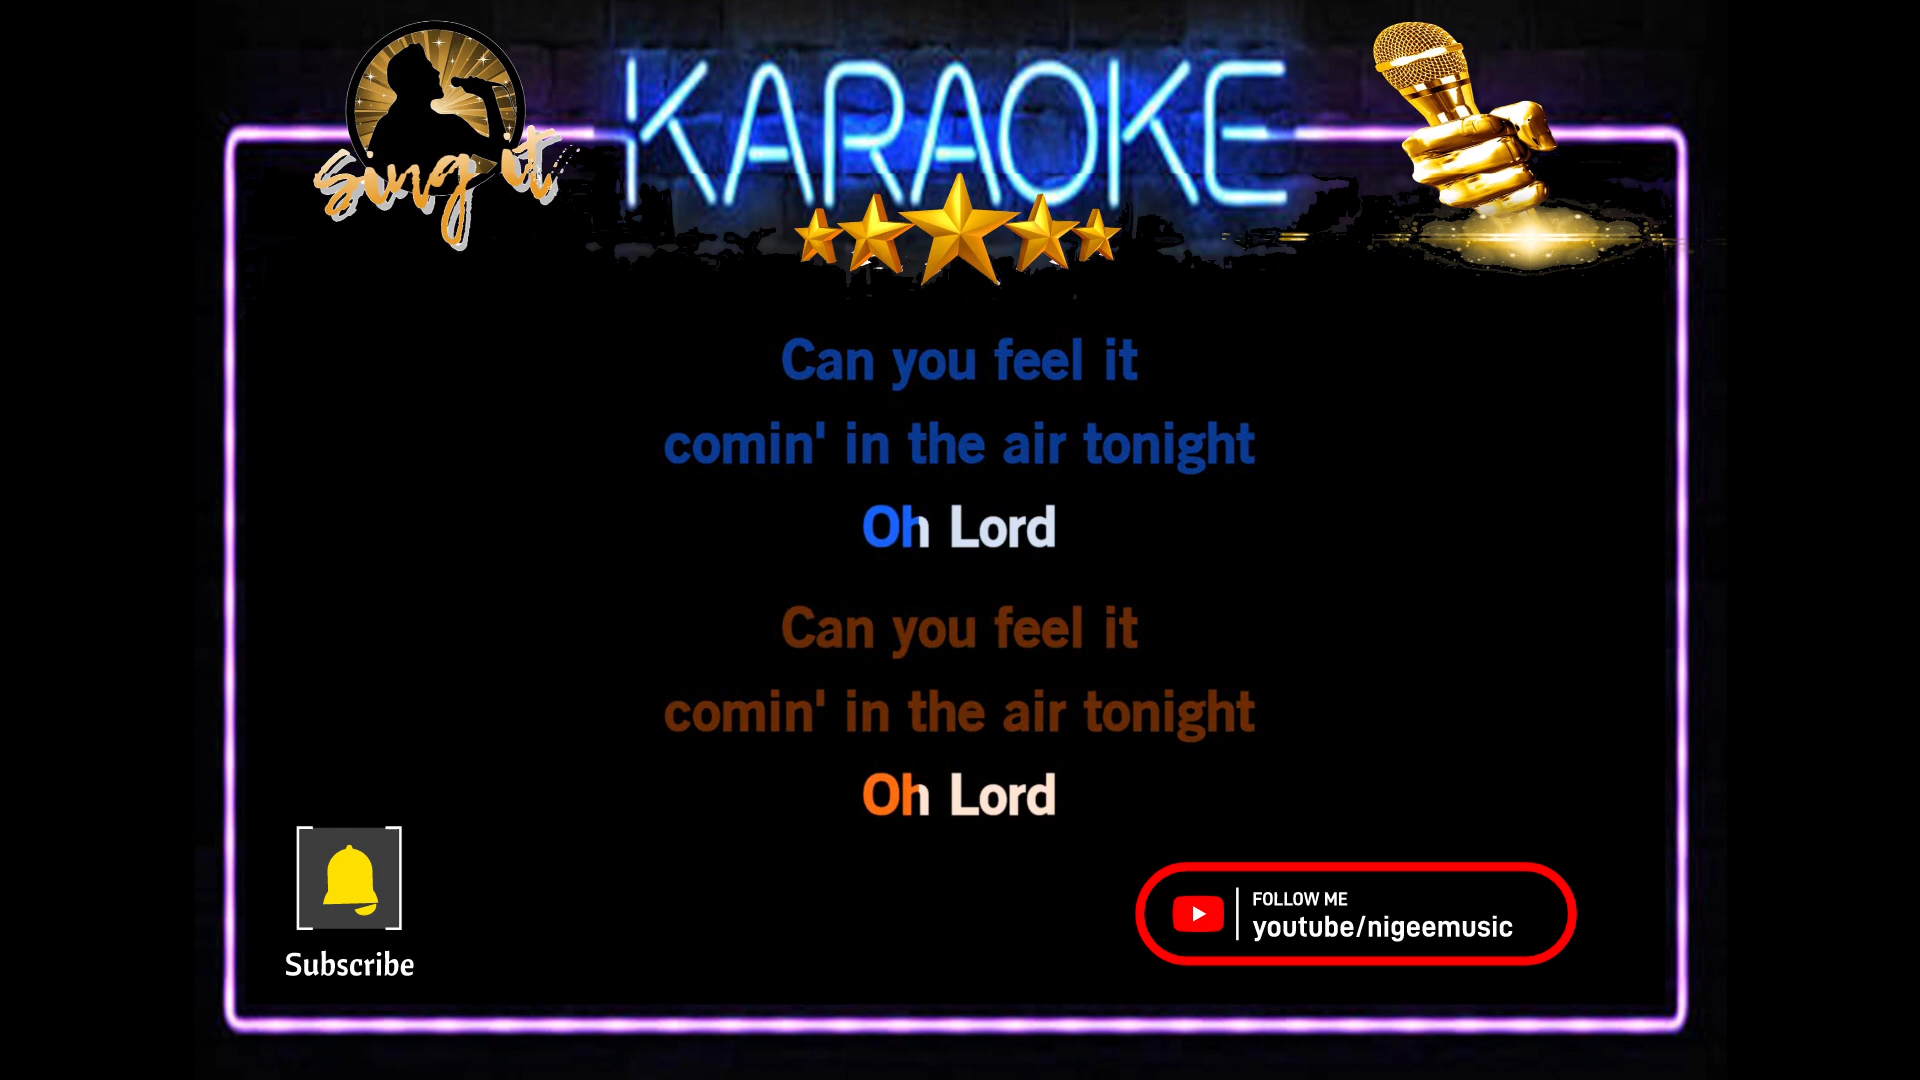 sing it
KARAOKE
Can you feel it
comin' in the air tonight
Oh Lord
Can you feel it
comin' in the air tonight
Oh Lord
Subscribe
FOLLOW ME
youtube/nigeemusic